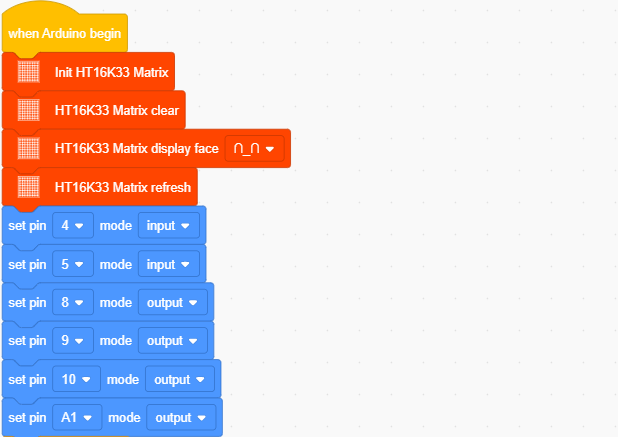 when Arduino begin
Init HT16K33 Matrix
HT16K33 Matrix clear
HT16K33 Matrix display face ∩_∩
HT16K33 Matrix refresh
set pin 4 mode input
set pin 5 mode input
set pin 8 mode output
set pin 9 mode output
set pin 10 mode output
set pin A1 mode output